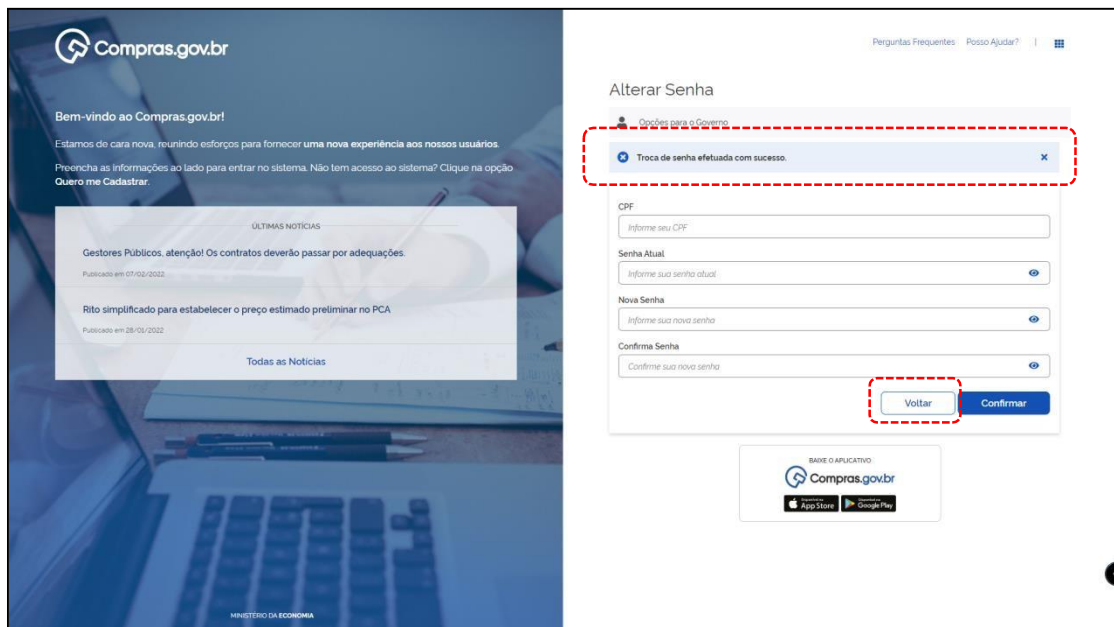 Compras.gov.br
Bem-vindo ao Compras.gov.br!
Estamos de cara nova, reunindo esforços para fornecer uma nova experiência aos nossos usuários.
Preencha as informações ao lado para entrar no sistema. Não tem acesso ao sistema? Clique na opção
Quero me Cadastrar.
ÚLTIMAS NOTÍCIAS
Gestores Públicos, atenção! Os contratos deverão passar por adequações.
Publicado em 07/02/2022
Rito simplificado para estabelecer o preço estimado preliminar no PCA
Publicado em 28/01/2022
Todas as Notícias
MINISTÉRIO DA ECONOMIA
Perguntas Frequentes Posso Ajudar? |
Alterar Senha
Opções para o Governo
Troca de senha efetuada com sucesso.
CPF
Informe seu CPF
Senha Atual
Informe sua senha atual
Nova Senha
Informe sua nova senha
Confirma Senha
Confirme sua nova senha
Voltar Confirmar
BAIXE O APLICATIVO
Compras.gov.br
App Store Google Play